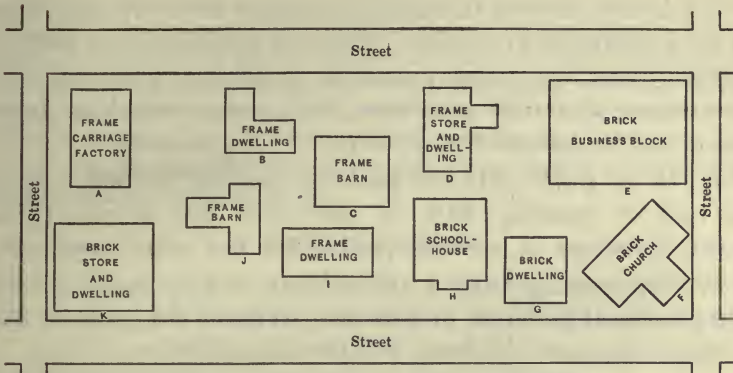 Street
FRAME
CARRIAGE
FACTORY
A
FRAME
DWELLING
B
FRAME
BARN
C
FRAME
STORE
AND
DWELL-
ING
D
BRICK
BUSINESS BLOCK
E
Street
Street
BRICK
STORE
AND
DWELLING
K
FRAME
BARN
J
FRAME
DWELLING
I
BRICK
SCHOOL-
HOUSE
H
BRICK
DWELLING
G
BRICK
CHURCH
F
Street